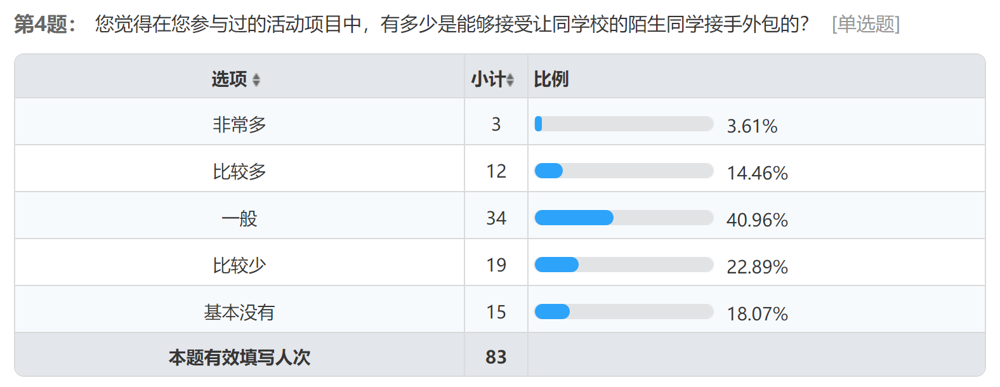 第4题： 您觉得在您参与过的活动项目中，有多少是能够接受让同学校的陌生同学接手外包的？ [单选题]
选项 小计 比例
非常多 3 3.61%
比较多 12 14.46%
一般 34 40.96%
比较少 19 22.89%
基本没有 15 18.07%
本题有效填写人次 83